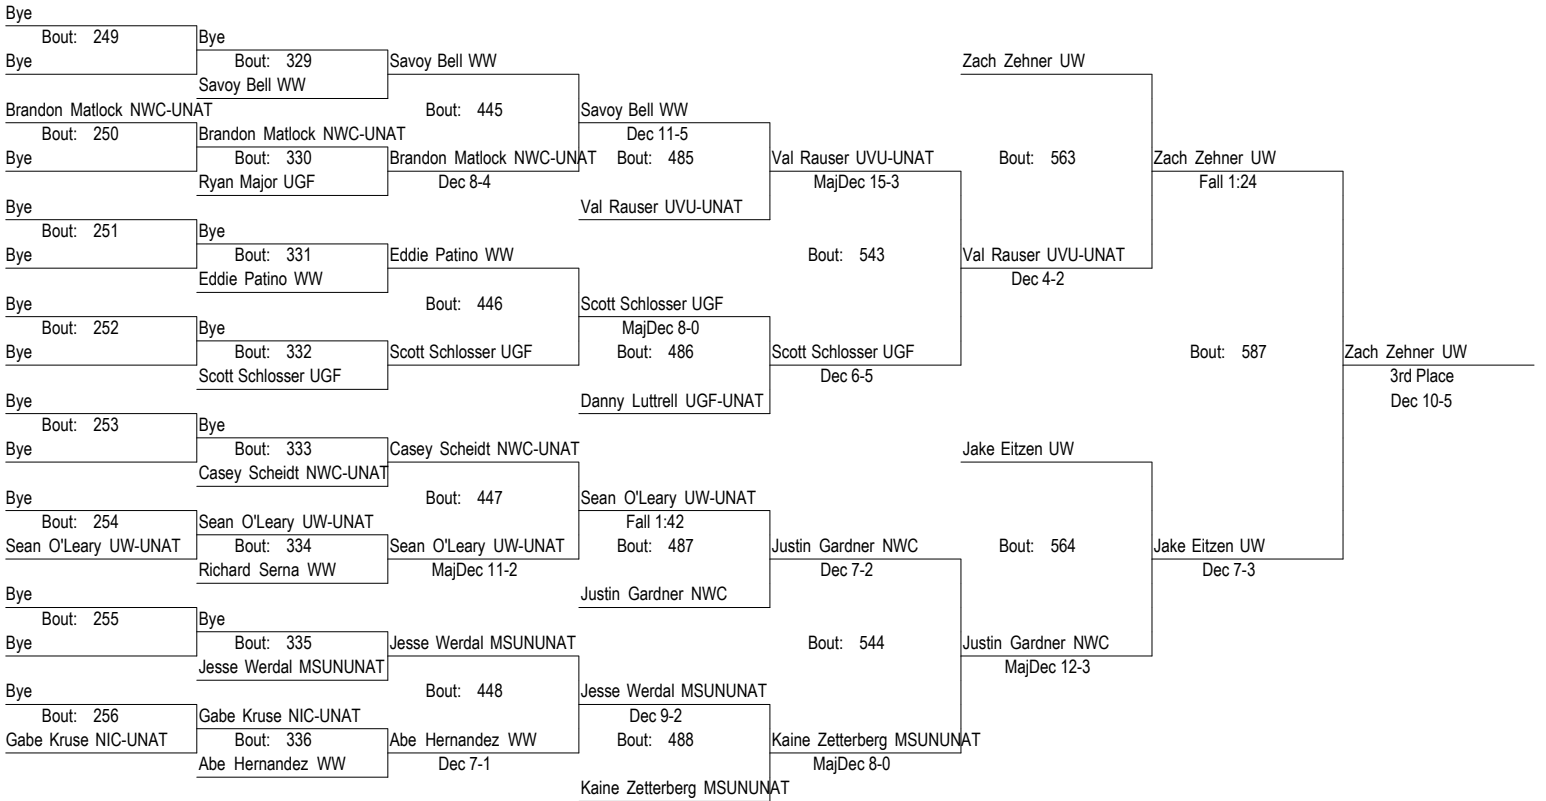 Bye
Bout: 249
Bye
Bye
Bout: 329
Savoy Bell WW
Savoy Bell WW
Zach Zehner UW
Bye
Savoy Bell WW
Brandon Matlock NWC-UNAT
Bout: 445
Savoy Bell WW
Bout: 250
Brandon Matlock NWC-UNAT
Dec 11-5
Bye
Bout: 330
Brandon Matlock NWC-UNAT
Bout: 485
Val Rauser UVU-UNAT
Bout: 563
Zach Zehner UW
Ryan Major UGF
Dec 8-4
MajDec 15-3
Fall 1:24
Bye
Val Rauser UVU-UNAT
Bout: 251
Bye
Bye
Bout: 331
Eddie Patino WW
Bout: 543
Val Rauser UVU-UNAT
Eddie Patino WW
Dec 4-2
Bye
Bout: 446
Scott Schlosser UGF
Bout: 252
Bye
MajDec 8-0
Bye
Bout: 332
Scott Schlosser UGF
Bout: 486
Scott Schlosser UGF
Bout: 587
Zach Zehner UW
Scott Schlosser UGF
Dec 6-5
3rd Place
Bye
Danny Luttrell UGF-UNAT
Dec 10-5
Bout: 253
Bye
Bye
Bout: 333
Casey Scheidt NWC-UNAT
Jake Eitzen UW
Casey Scheidt NWC-UNAT
Bye
Bout: 447
Sean O'Leary UW-UNAT
Bout: 254
Sean O'Leary UW-UNAT
Fall 1:42
Sean O'Leary UW-UNAT
Bout: 334
Sean O'Leary UW-UNAT
Bout: 487
Justin Gardner NWC
Bout: 564
Jake Eitzen UW
Richard Serna WW
MajDec 11-2
Dec 7-2
Dec 7-3
Bye
Justin Gardner NWC
Bout: 255
Bye
Bye
Bout: 335
Jesse Werdal MSUNUNAT
Bout: 544
Justin Gardner NWC
Jesse Werdal MSUNUNAT
MajDec 12-3
Bye
Bout: 448
Jesse Werdal MSUNUNAT
Bout: 256
Gabe Kruse NIC-UNAT
Dec 9-2
Gabe Kruse NIC-UNAT
Bout: 336
Abe Hernandez WW
Bout: 488
Kaine Zetterberg MSUNUNAT
Abe Hernandez WW
Dec 7-1
MajDec 8-0
Kaine Zetterberg MSUNUNAT